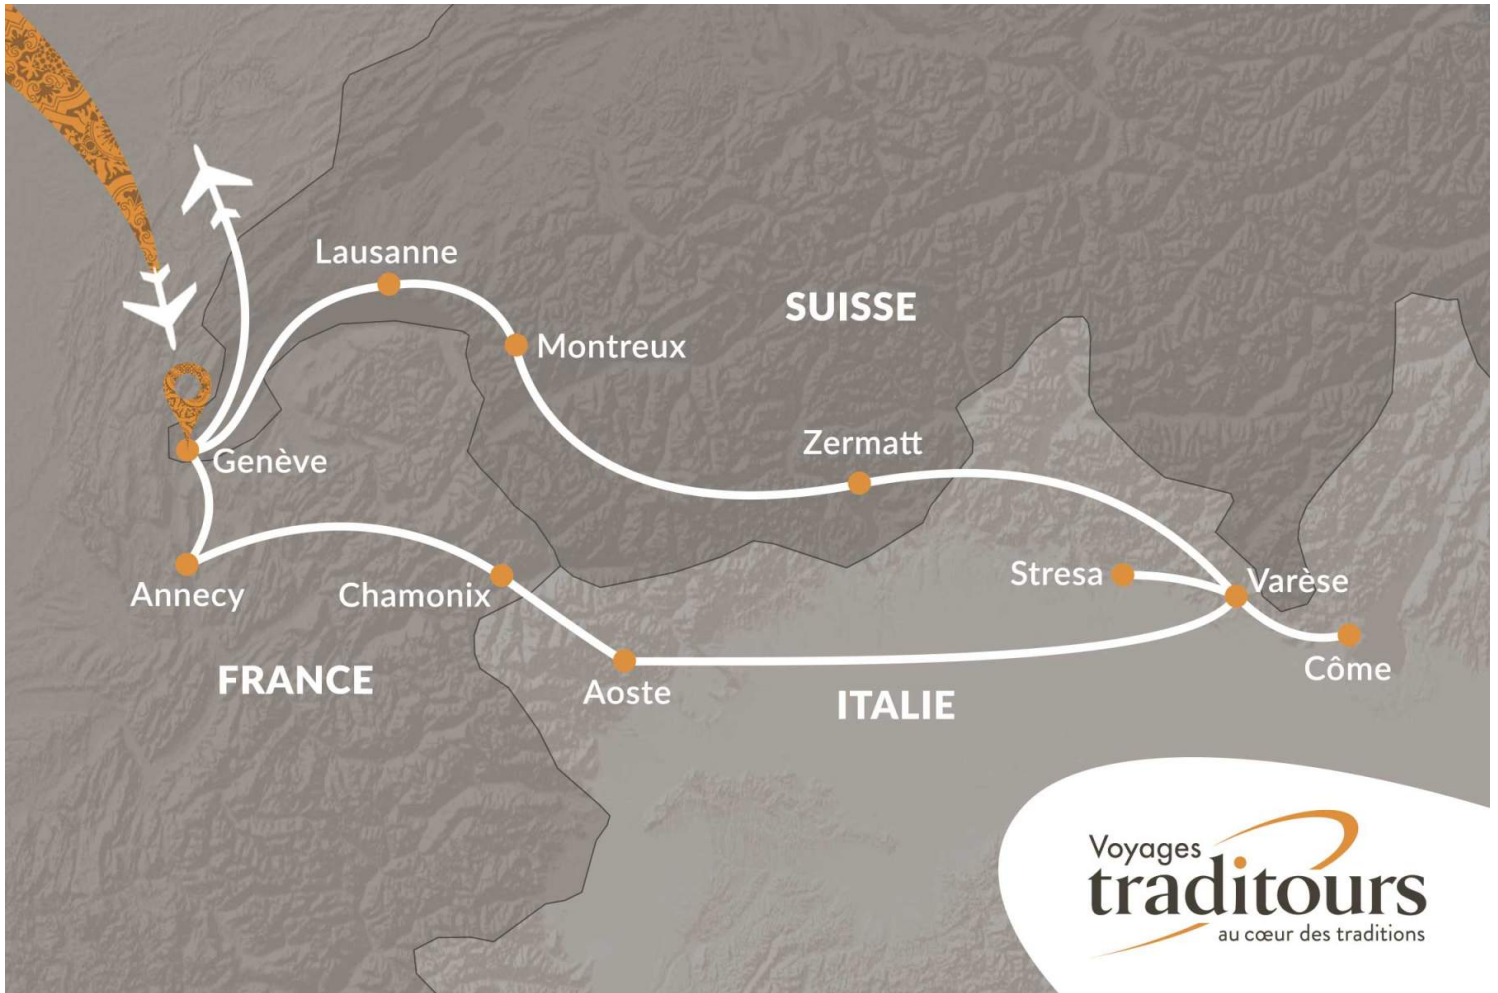 Lausanne
SUISSE
Montreux
Zermatt
Genève
Stresa
Varèse
Annecy
Chamonix
Côme
FRANCE
Aoste
ITALIE
Voyages
traditours
au cœur des traditions